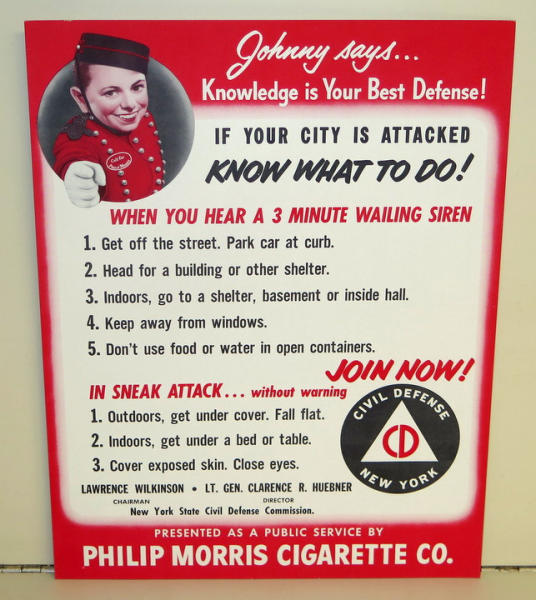 Johnny says...
Knowledge is Your Best Defense!
IF YOUR CITY IS ATTACKED
KNOW WHAT TO DO!
WHEN YOU HEAR A 3 MINUTE WAILING SIREN
1. Get off the street. Park car at curb.
2. Head for a building or other shelter.
3. Indoors, go to a shelter, basement or inside hall.
4. Keep away from windows.
5. Don't use food or water in open containers.
JOIN NOW!
IN SNEAK ATTACK... without warning
1. Outdoors, get under cover. Fall flat.
2. Indoors, get under a bed or table.
3. Cover exposed skin. Close eyes.
CIVIL DEFENSE
CD
NEW YORK
LAWRENCE WILKINSON • LT. GEN. CLARENCE R. HUEBNER
CHAIRMAN DIRECTOR
New York State Civil Defense Commission.
PRESENTED AS A PUBLIC SERVICE BY
PHILIP MORRIS CIGARETTE CO.